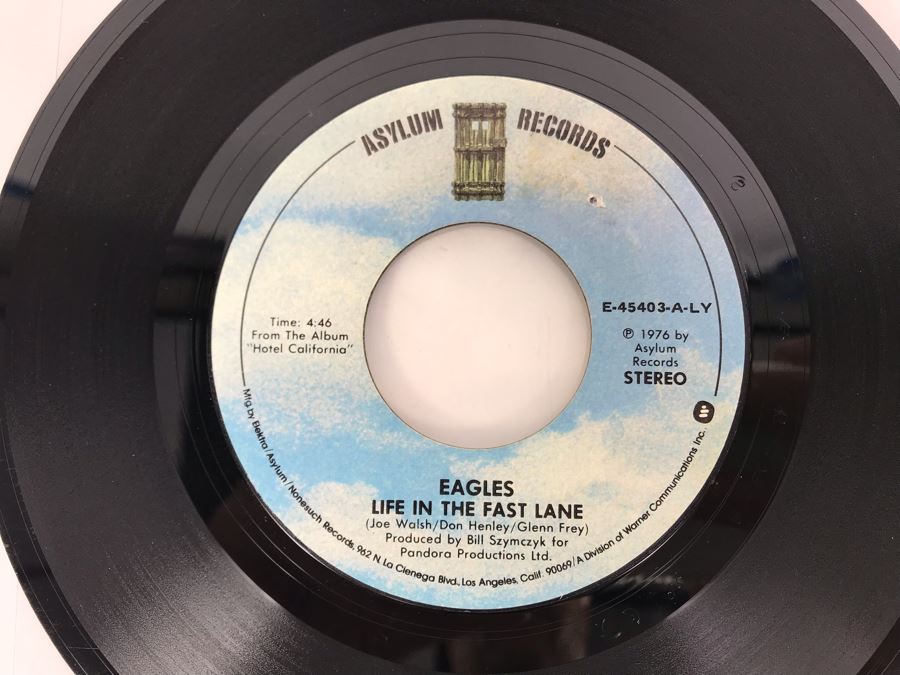 ASYLUM RECORDS
Time: 4:46
From The Album
"Hotel California"
E-45403-A-LY
℗ 1976 by
Asylum
Records
STEREO
EAGLES
LIFE IN THE FAST LANE
(Joe Walsh/Don Henley/Glenn Frey)
Produced by Bill Szymczyk for
Pandora Productions Ltd.
Mfg by Elektra/Asylum/Nonesuch Records, 962 N. La Cienega Blvd., Los Angeles, Calif. 90069/A Division of Warner Communications Inc.